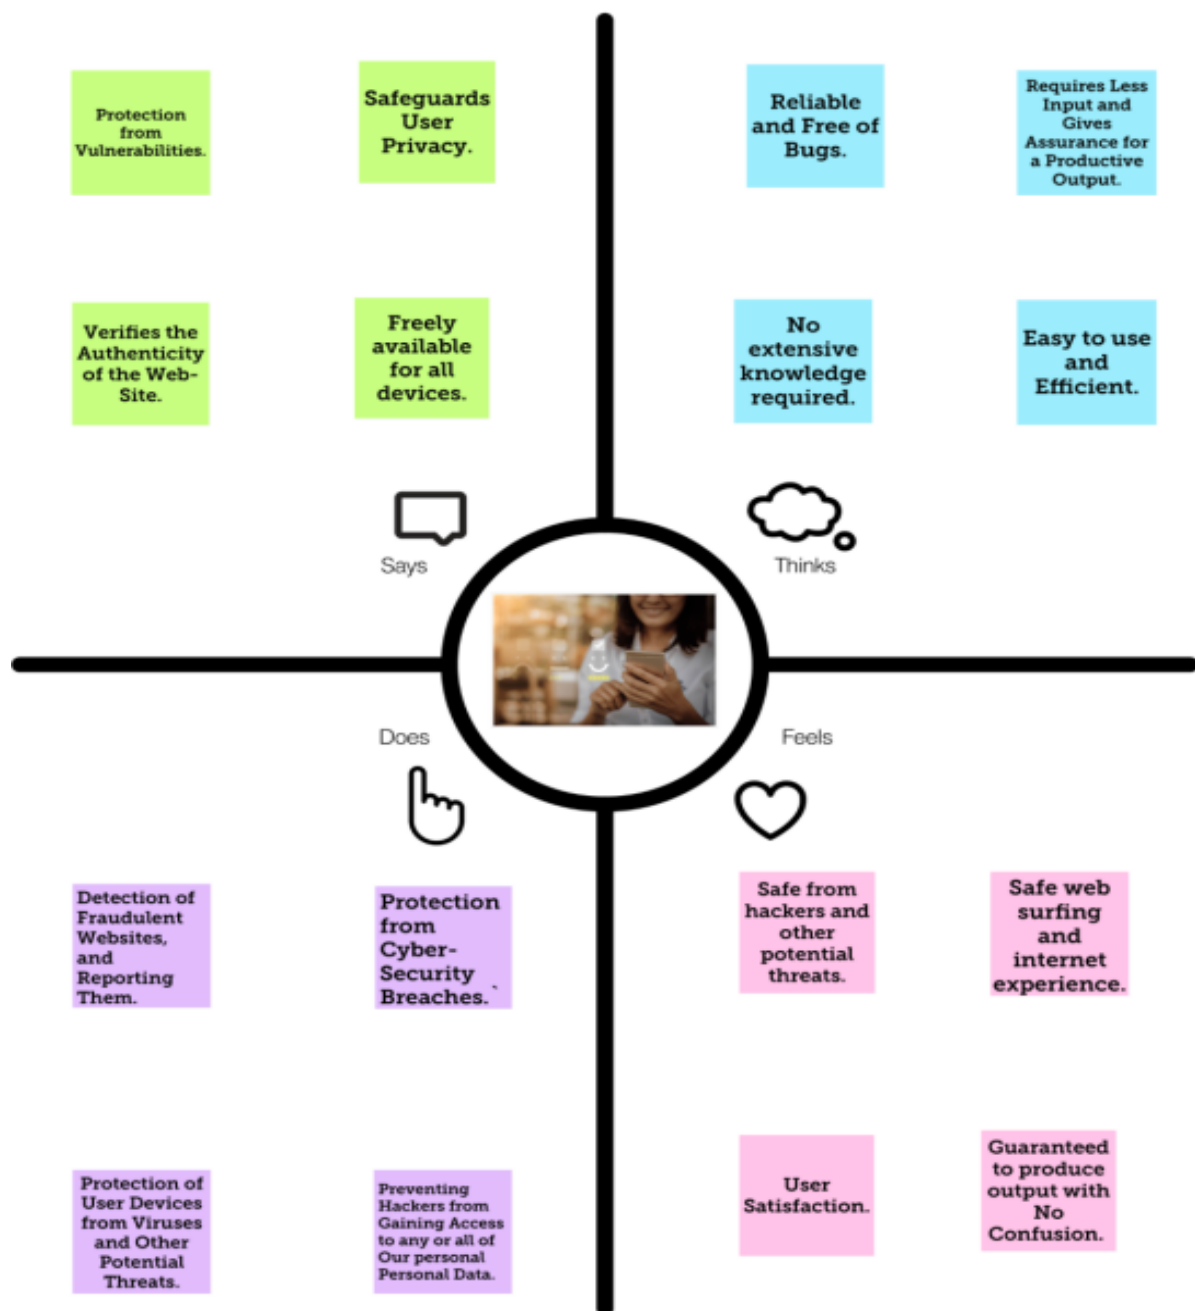 Protection
from
Vulnerabilities.
Safeguards
User
Privacy.
Verifies the
Authenticity
of the Web-
Site.
Freely
available
for all
devices.
Says
Reliable
and Free of
Bugs.
Requires Less
Input and
Gives
Assurance for
a Productive
Output.
No
extensive
knowledge
required.
Easy to use
and
Efficient.
Thinks
Does
Detection of
Fraudulent
Websites,
and
Reporting
Them.
Protection
from
Cyber-
Security
Breaches.`
Protection of
User Devices
from Viruses
and Other
Potential
Threats.
Preventing
Hackers from
Gaining Access
to any or all of
Our personal
Personal Data.
Feels
Safe from
hackers and
other
potential
threats.
Safe web
surfing
and
internet
experience.
User
Satisfaction.
Guaranteed
to produce
output with
No
Confusion.